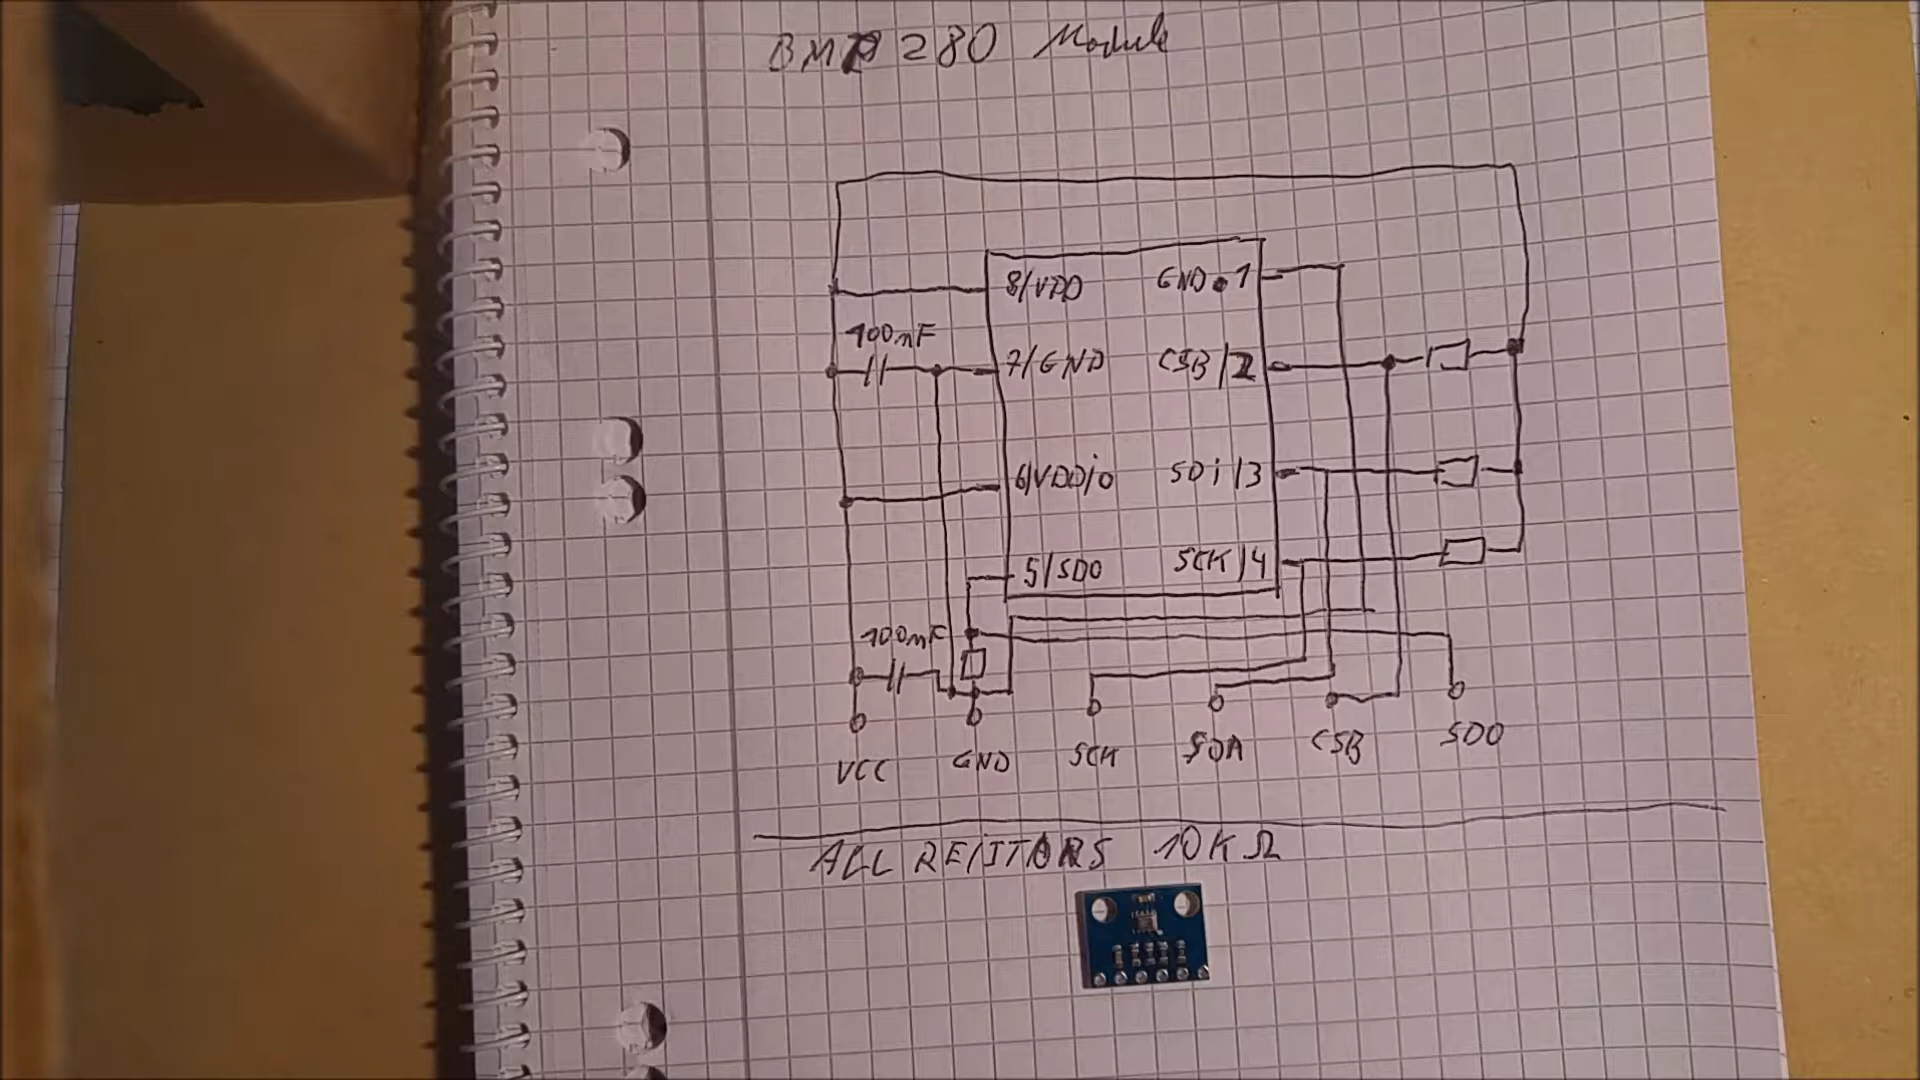 BMP280 Module
8/VDD GND 1
100nF
7/GND CSB/2
6/VDDiO SDi/3
5/SDO SCK/4
100nF
VCC GND SCK SDA CSB SDO
ALL RESISTORS 10KΩ